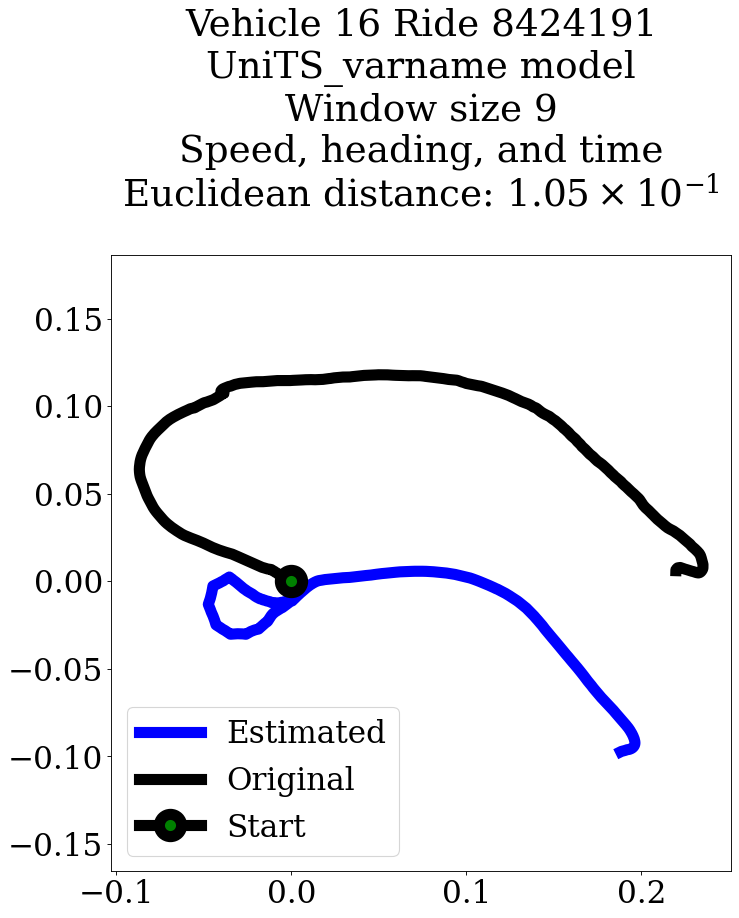 Vehicle 16 Ride 8424191
UniTS_varname model
Window size 9
Speed, heading, and time
Euclidean distance: 1.05 × 10⁻¹
0.15
0.10
0.05
0.00
−0.05
−0.10
−0.15
Estimated
Original
Start
−0.1 0.0 0.1 0.2